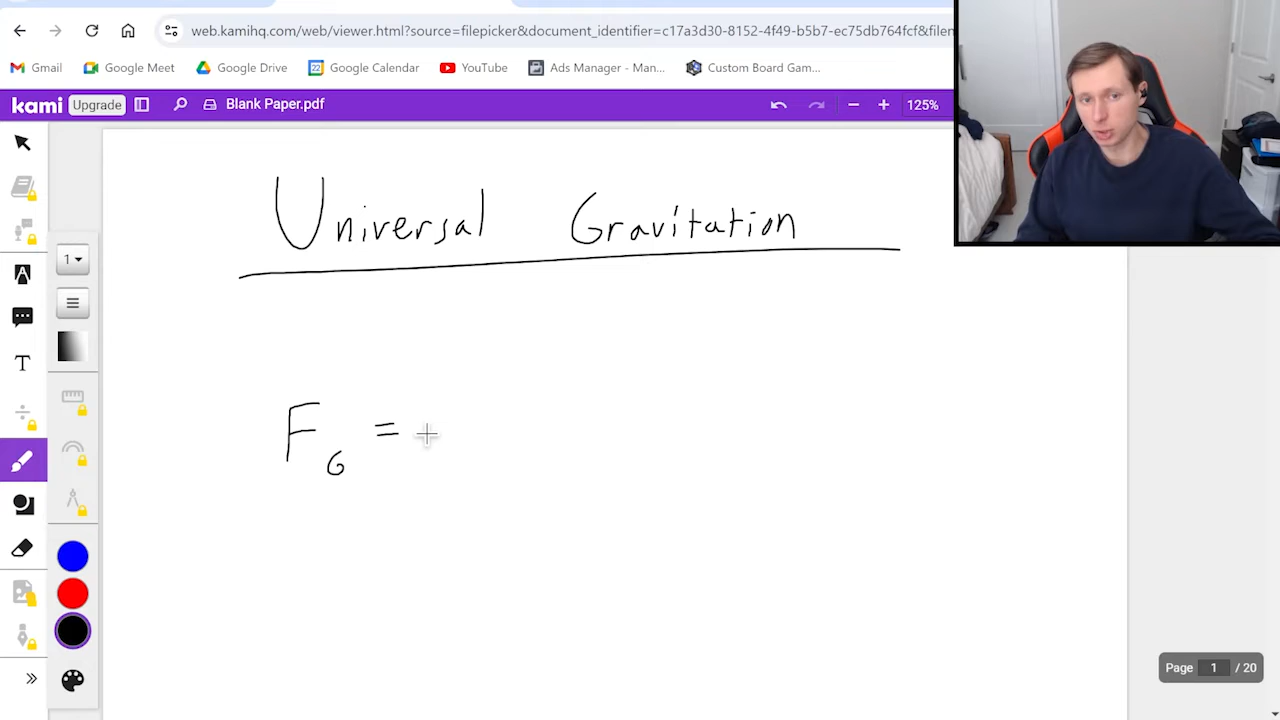 web.kamihq.com/web/viewer.html?source=filepicker&document_identifier=c17a3d30-8152-4f49-b5b7-ec75db764fcf&filen
Gmail Google Meet Google Drive 22 Google Calendar YouTube Ads Manager - Man... Custom Board Gam...
kami Upgrade Blank Paper.pdf 125%
Universal Gravitation
1
A
T
F_G =
Page 1 / 20